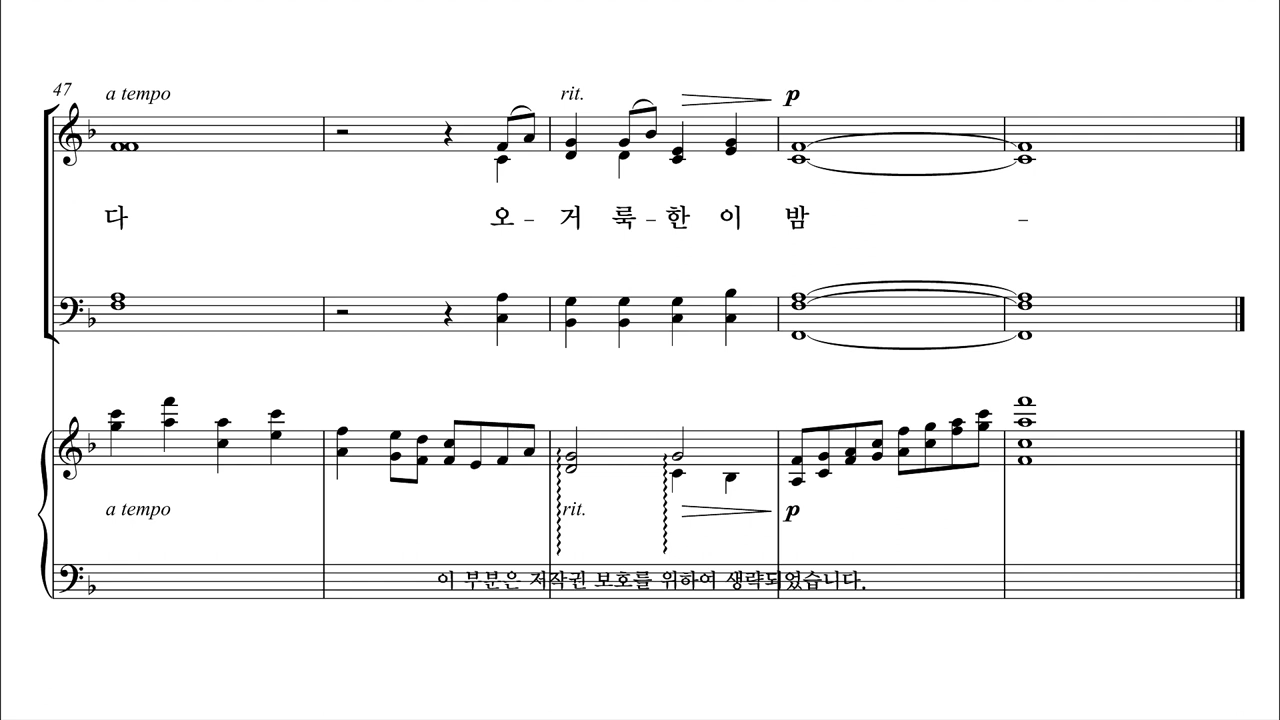 47 a tempo rit. p
다 오 - 거 룩 - 한 이 밤 -
a tempo rit. p
이 부분은 저작권 보호를 위하여 생략되었습니다.